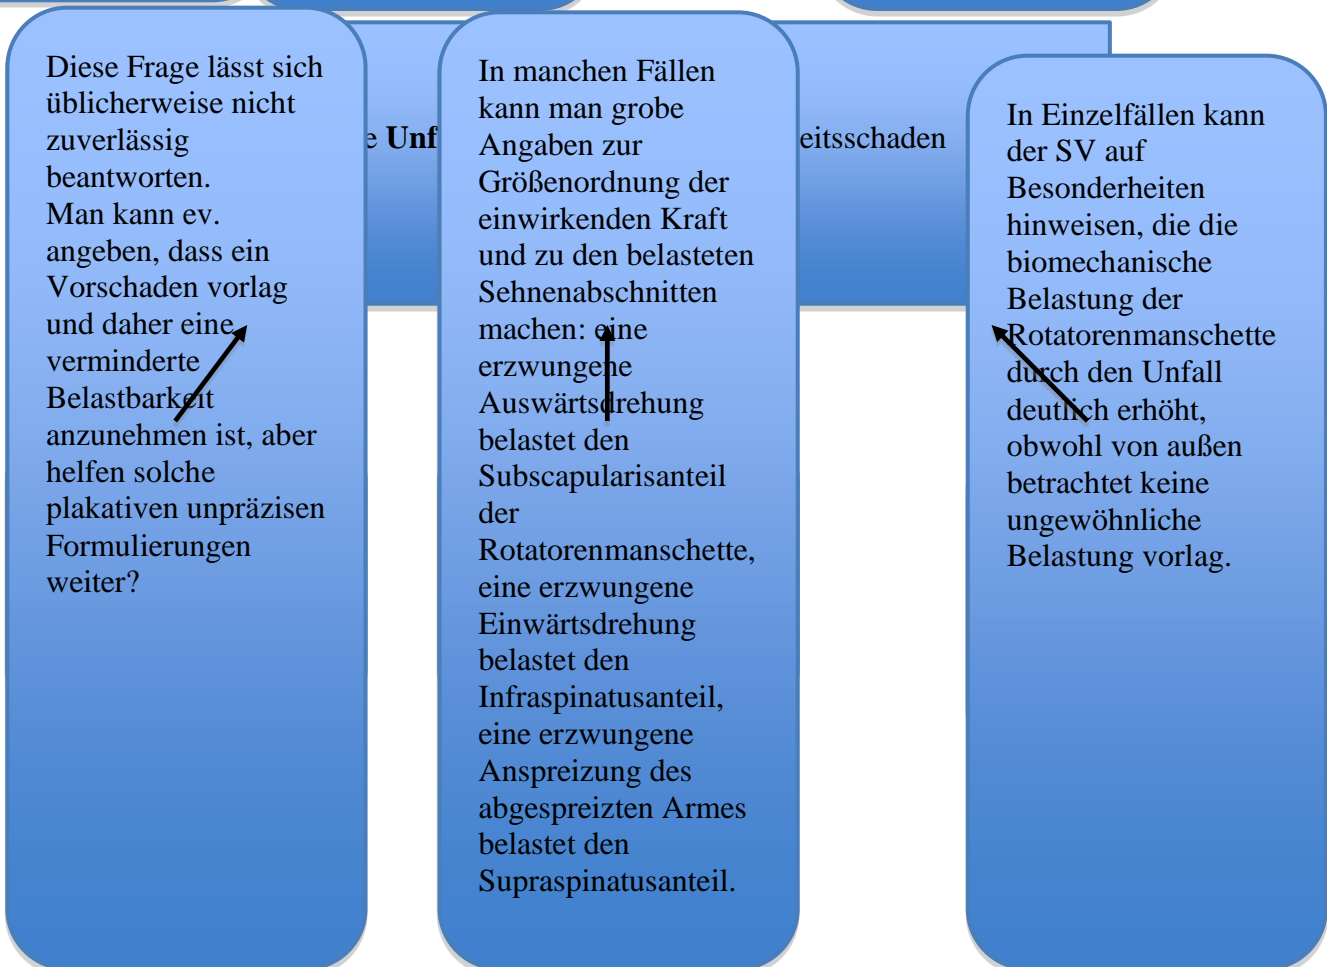 Diese Frage lässt sich
üblicherweise nicht
zuverlässig
beantworten.
Man kann ev.
angeben, dass ein
Vorschaden vorlag
und daher eine
verminderte
Belastbarkeit
anzunehmen ist, aber
helfen solche
plakativen unpräzisen
Formulierungen
weiter?
e Unf
In manchen Fällen
kann man grobe
Angaben zur
Größenordnung der
einwirkenden Kraft
und zu den belasteten
Sehnenabschnitten
machen: eine
erzwungene
Auswärtsdrehung
belastet den
Subscapularisanteil
der
Rotatorenmanschette,
eine erzwungene
Einwärtsdrehung
belastet den
Infraspinatusanteil,
eine erzwungene
Anspreizung des
abgespreizten Armes
belastet den
Supraspinatusanteil.
eitsschaden
In Einzelfällen kann
der SV auf
Besonderheiten
hinweisen, die die
biomechanische
Belastung der
Rotatorenmanschette
durch den Unfall
deutlich erhöht,
obwohl von außen
betrachtet keine
ungewöhnliche
Belastung vorlag.